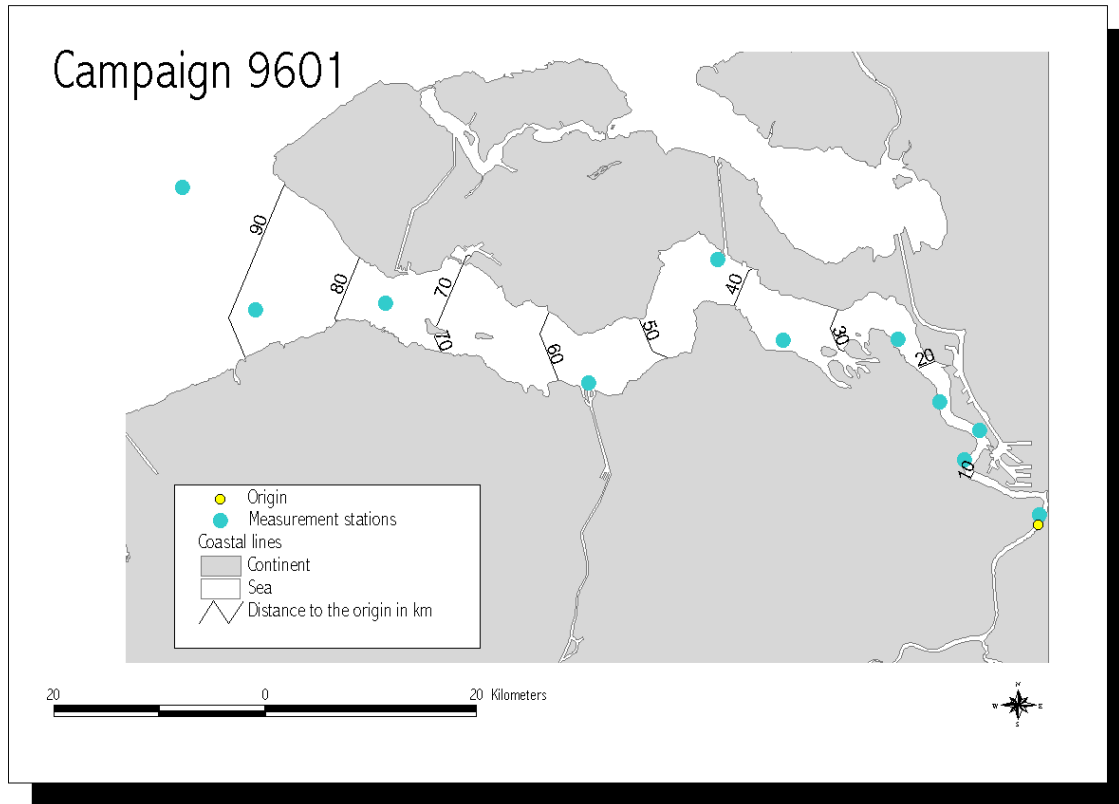 Campaign 9601
90
80
70
70
60
50
40
30
20
10
Origin
Measurement stations
Coastal lines
Continent
Sea
Distance to the origin in km
20 0 20 Kilometers
N
W E
S